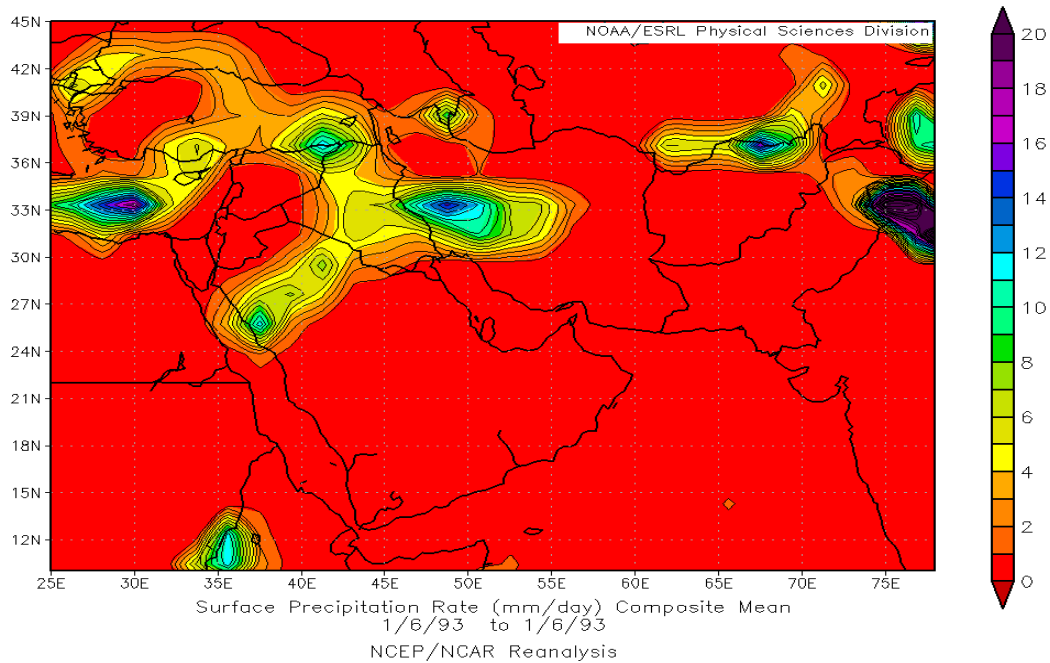 NOAA/ESRL Physical Sciences Division
45N
42N
39N
36N
33N
30N
27N
24N
21N
18N
15N
12N
25E 30E 35E 40E 45E 50E 55E 60E 65E 70E 75E
20
18
16
14
12
10
8
6
4
2
0
Surface Precipitation Rate (mm/day) Composite Mean
1/6/93 to 1/6/93
NCEP/NCAR Reanalysis